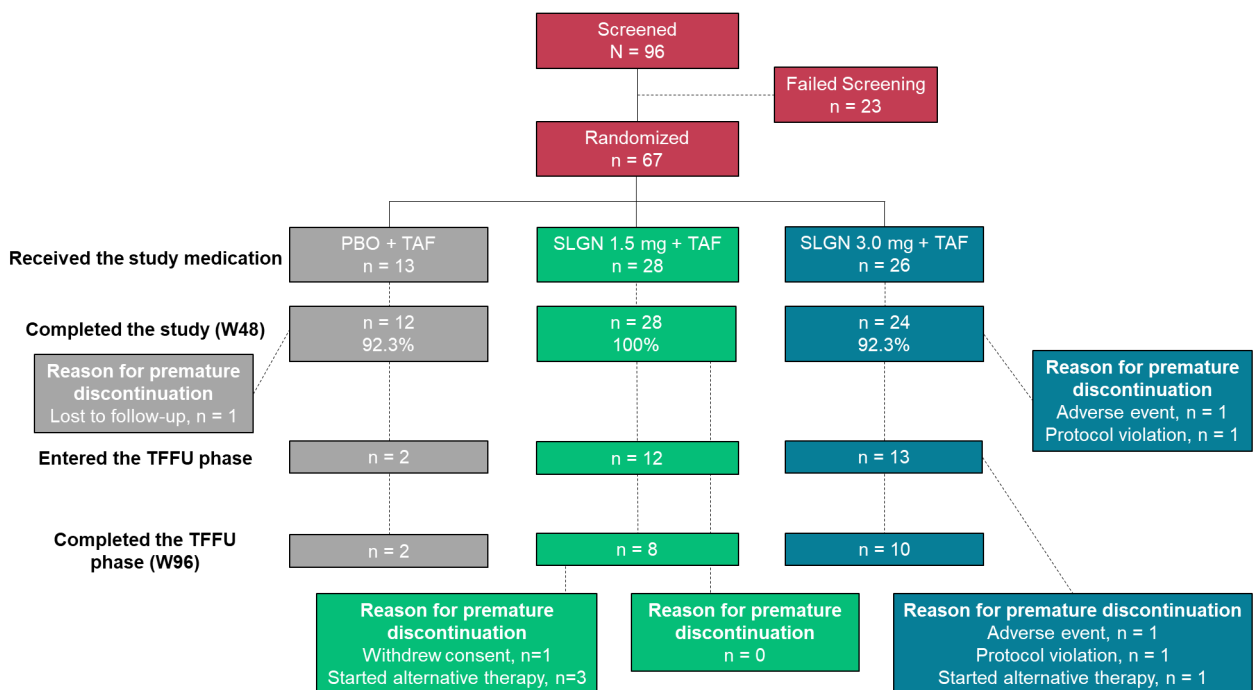 Screened
N = 96
Failed Screening
n = 23
Randomized
n = 67
Received the study medication
PBO + TAF
n = 13
SLGN 1.5 mg + TAF
n = 28
SLGN 3.0 mg + TAF
n = 26
Completed the study (W48)
n = 12
92.3%
n = 28
100%
n = 24
92.3%
Reason for premature
discontinuation
Lost to follow-up, n = 1
Reason for premature
discontinuation
Adverse event, n = 1
Protocol violation, n = 1
Entered the TFFU phase
n = 2
n = 12
n = 13
Completed the TFFU
phase (W96)
n = 2
n = 8
n = 10
Reason for premature
discontinuation
Withdrew consent, n=1
Started alternative therapy, n=3
Reason for premature
discontinuation
n = 0
Reason for premature discontinuation
Adverse event, n = 1
Protocol violation, n = 1
Started alternative therapy, n = 1